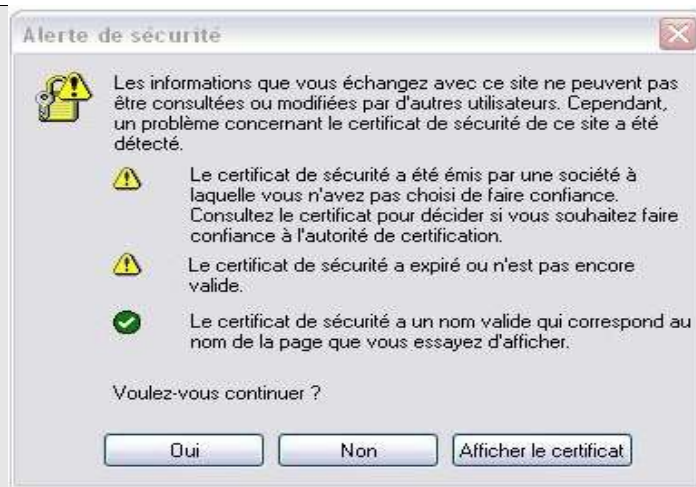 Alerte de sécurité
Les informations que vous échangez avec ce site ne peuvent pas
être consultées ou modifiées par d'autres utilisateurs. Cependant,
un problème concernant le certificat de sécurité de ce site a été
détecté.
Le certificat de sécurité a été émis par une société à
laquelle vous n'avez pas choisi de faire confiance.
Consultez le certificat pour décider si vous souhaitez faire
confiance à l'autorité de certification.
Le certificat de sécurité a expiré ou n'est pas encore
valide.
Le certificat de sécurité a un nom valide qui correspond au
nom de la page que vous essayez d'afficher.
Voulez-vous continuer ?
Oui Non Afficher le certificat